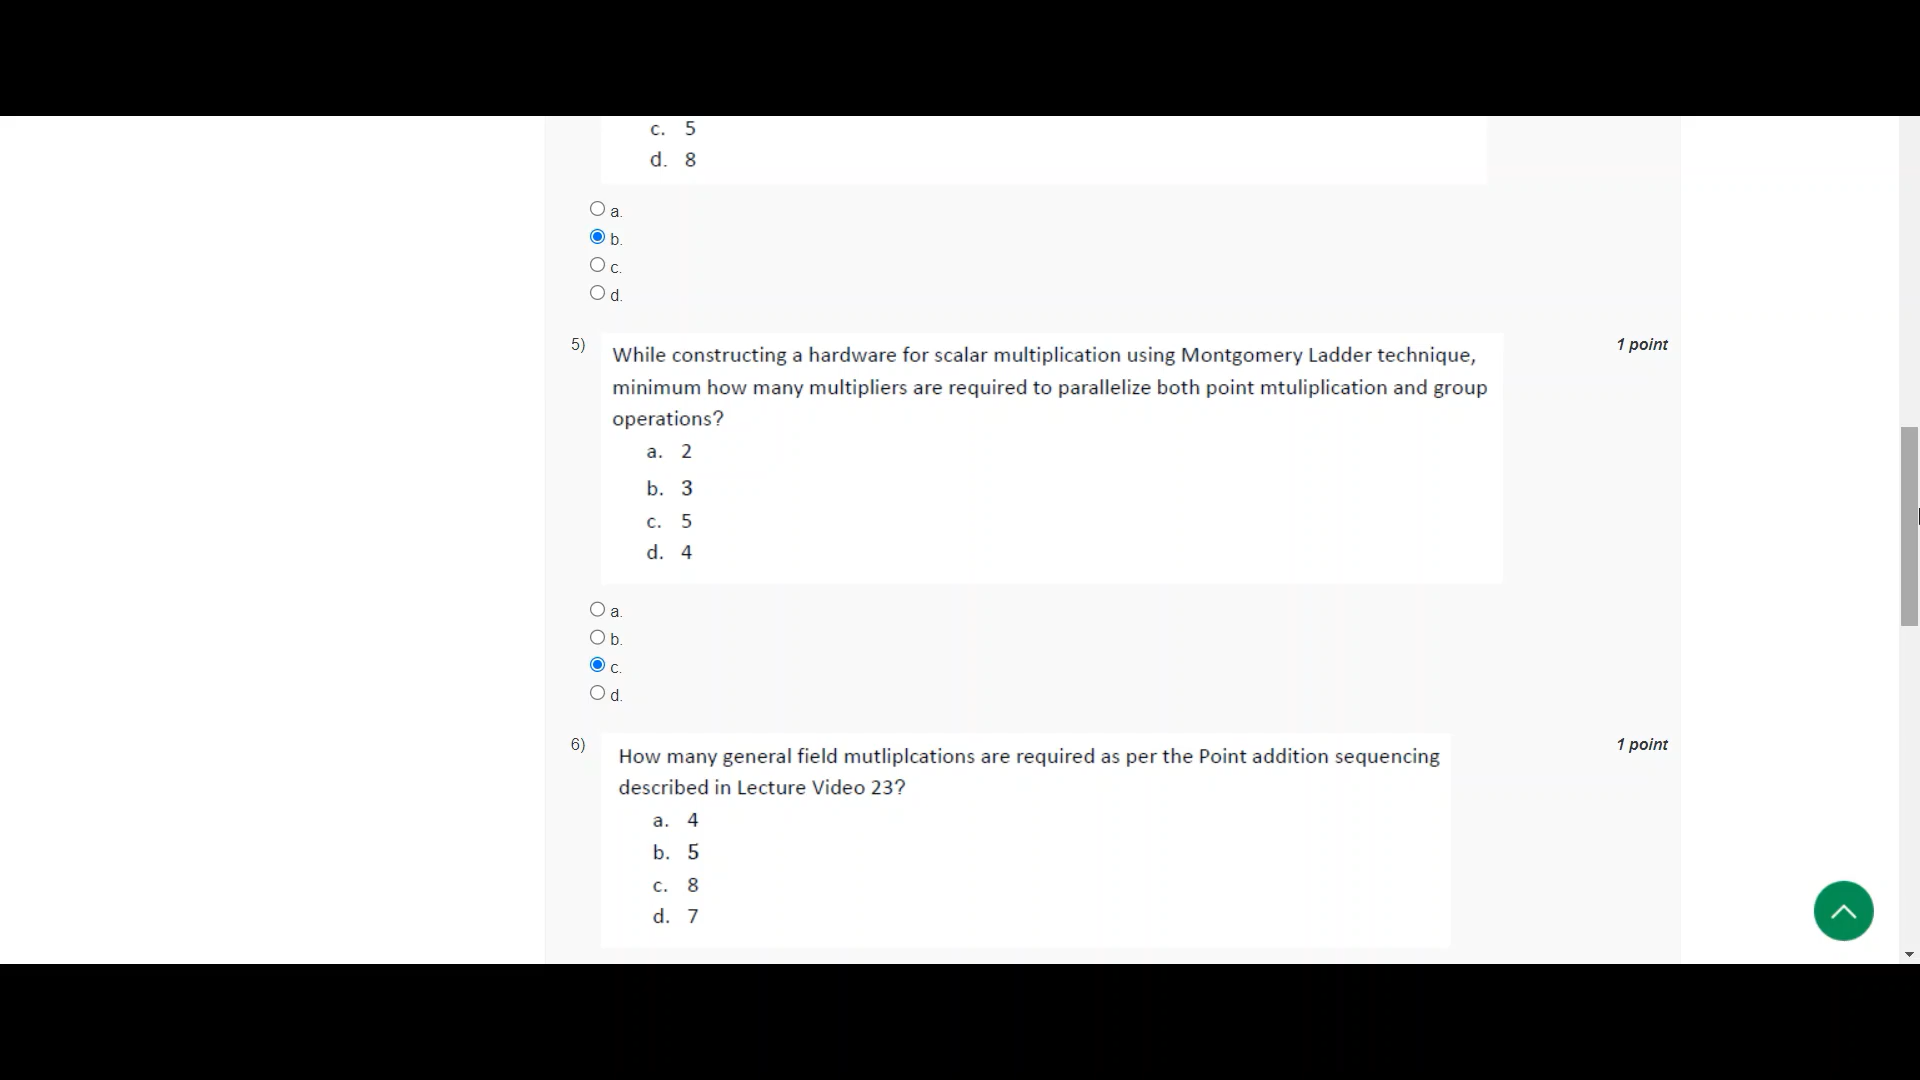 c. 5
d. 8
a.
b.
c.
d.
5) While constructing a hardware for scalar multiplication using Montgomery Ladder technique, 1 point
minimum how many multipliers are required to parallelize both point mtuliplication and group
operations?
a. 2
b. 3
c. 5
d. 4
a.
b.
c.
d.
6) How many general field mutliplcations are required as per the Point addition sequencing 1 point
described in Lecture Video 23?
a. 4
b. 5
c. 8
d. 7